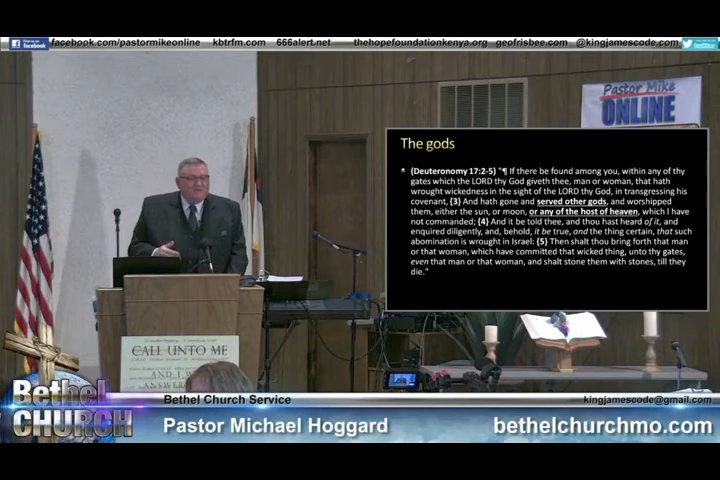 facebook.com/pastormikeonline kbtrfm.com 666alert.net thehopefoundationkenya.org geofrisbee.com @kingjamescode.com
Pastor Mike
ONLINE
The gods
(Deuteronomy 17:2-5) "¶ If there be found among you, within any of thy
gates which the LORD thy God giveth thee, man or woman, that hath
wrought wickedness in the sight of the LORD thy God, in transgressing his
covenant, {3} And hath gone and served other gods, and worshipped
them, either the sun, or moon, or any of the host of heaven, which I have
not commanded; {4} And it be told thee, and thou hast heard of it, and
enquired diligently, and, behold, it be true, and the thing certain, that such
abomination is wrought in Israel: {5} Then shalt thou bring forth that man
or that woman, which have committed that wicked thing, unto thy gates,
even that man or that woman, and shalt stone them with stones, till they
die."
CALL UNTO ME
AND I
ANSWER
Bethel
CHURCH
Bethel Church Service kingjamescode@gmail.com
Pastor Michael Hoggard bethelchurchmo.com